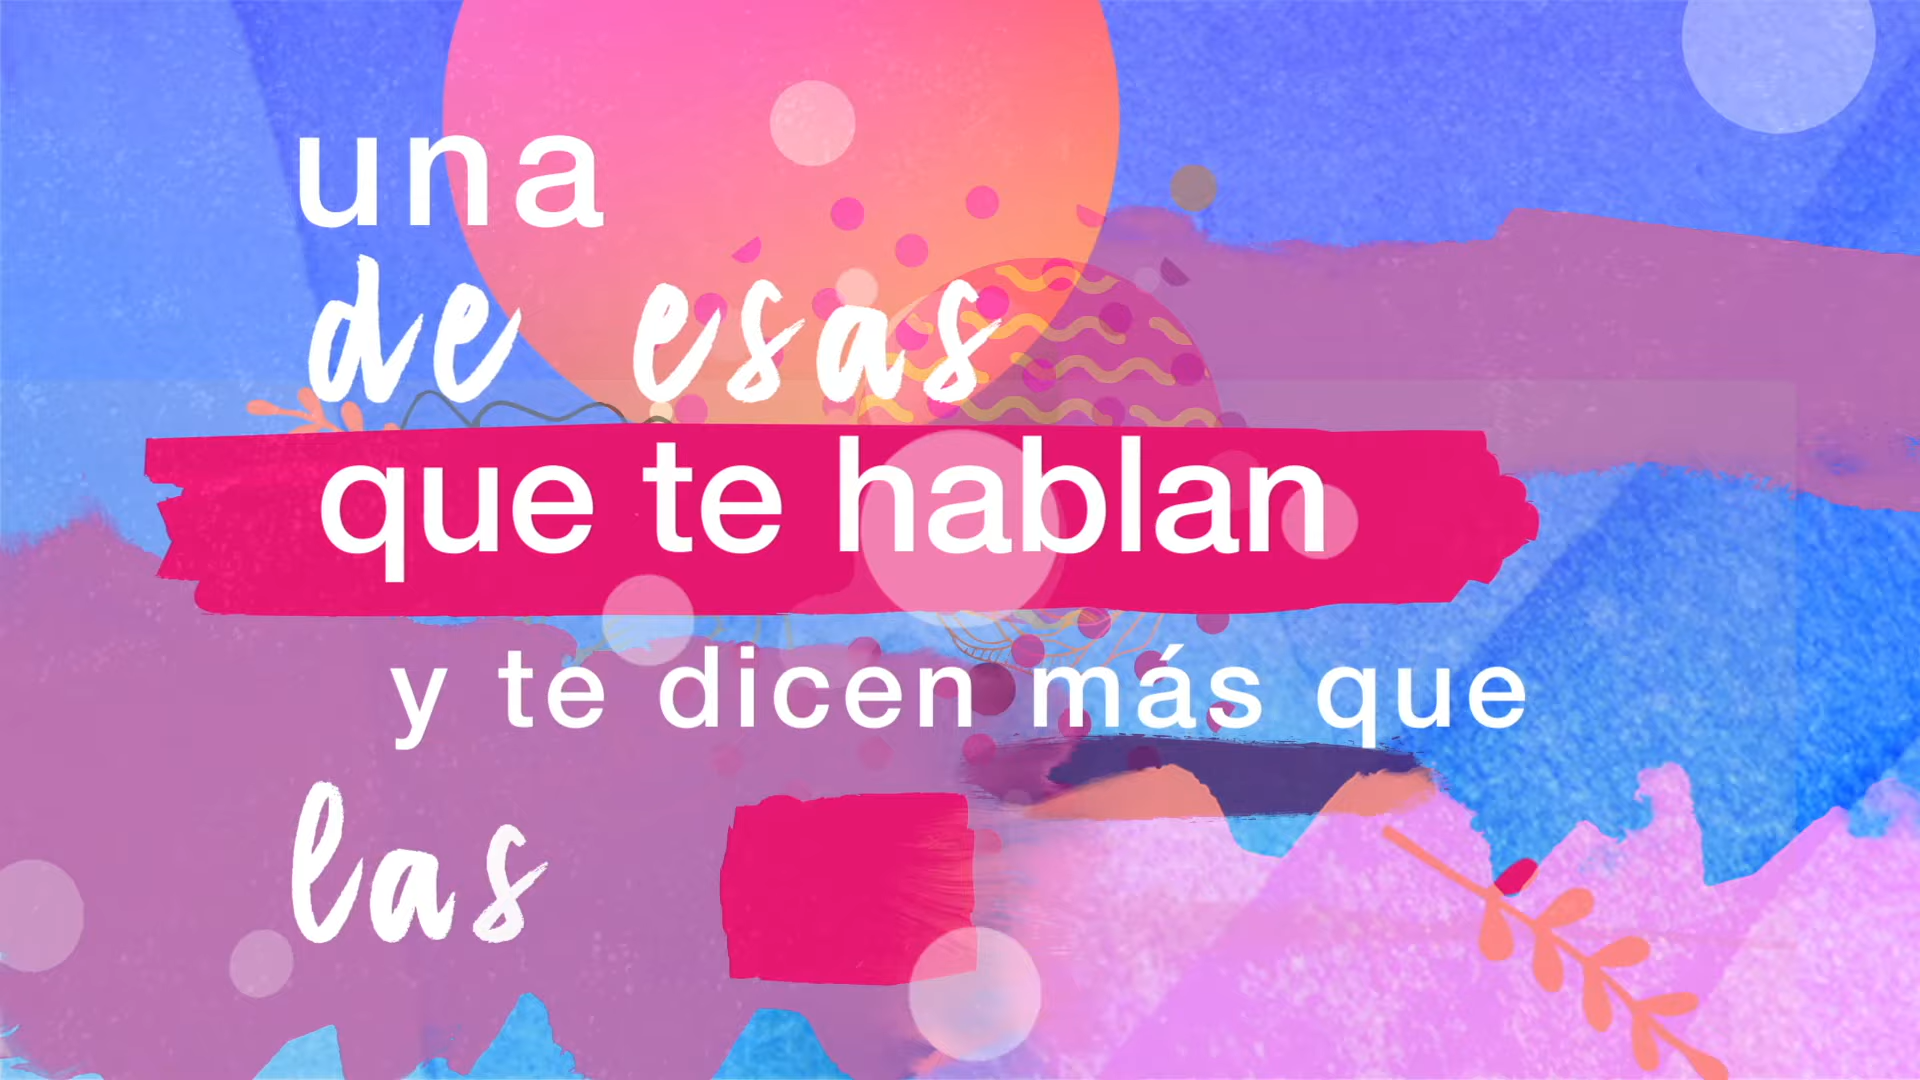 una
de esas
que te hablan
y te dicen más que
las